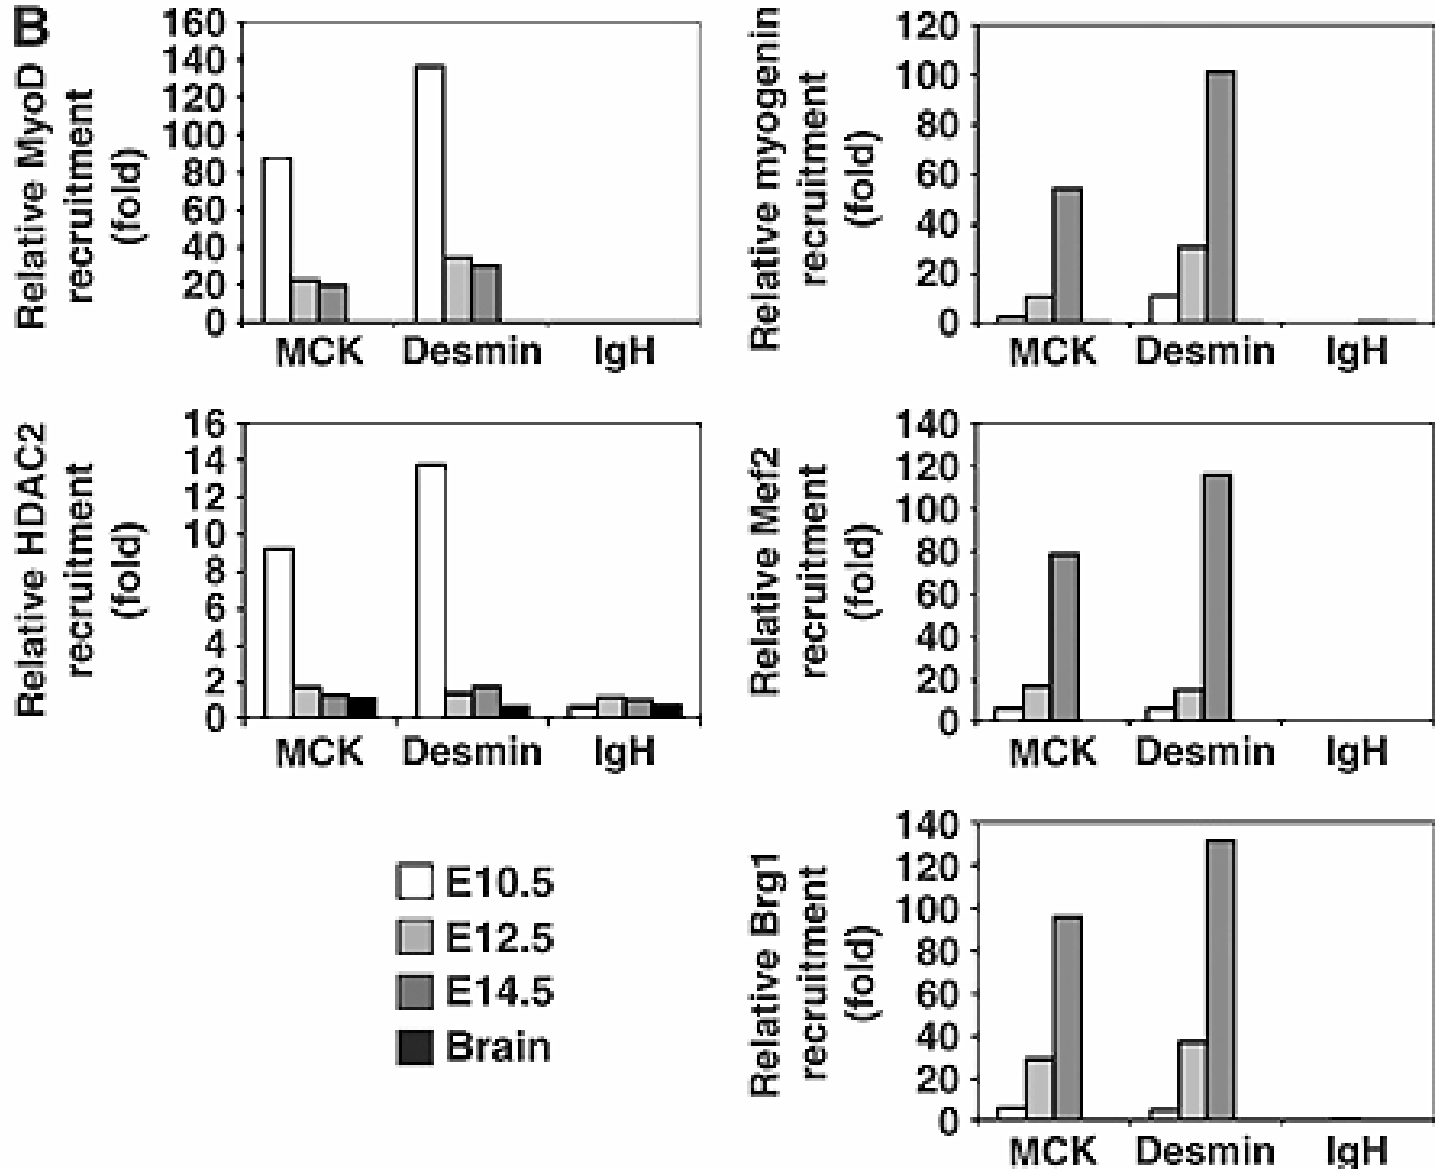 B
Relative MyoD
recruitment
(fold)
160
140
120
100
80
60
40
20
0
MCK Desmin IgH
Relative myogenin
recruitment
(fold)
120
100
80
60
40
20
0
MCK Desmin IgH
Relative HDAC2
recruitment
(fold)
16
14
12
10
8
6
4
2
0
MCK Desmin IgH
Relative Mef2
recruitment
(fold)
140
120
100
80
60
40
20
0
MCK Desmin IgH
E10.5
E12.5
E14.5
Brain
Relative Brg1
recruitment
(fold)
140
120
100
80
60
40
20
0
MCK Desmin IgH